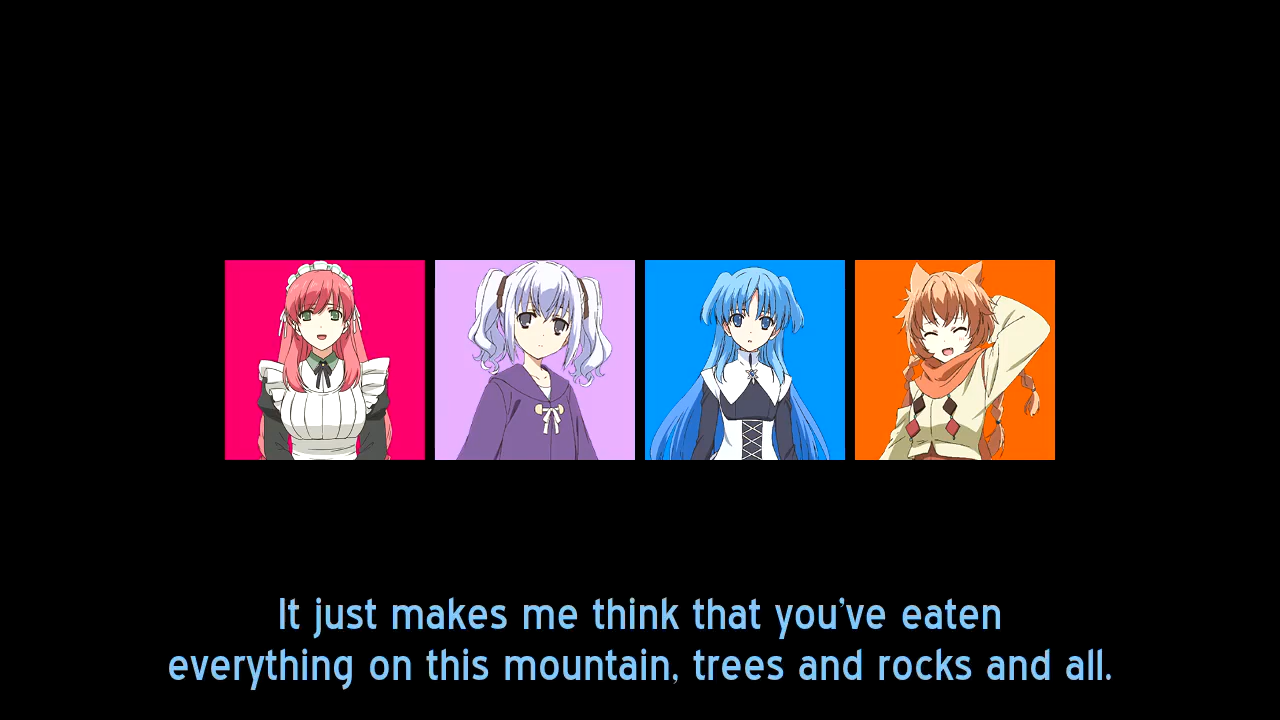 It just makes me think that you've eaten
everything on this mountain, trees and rocks and all.